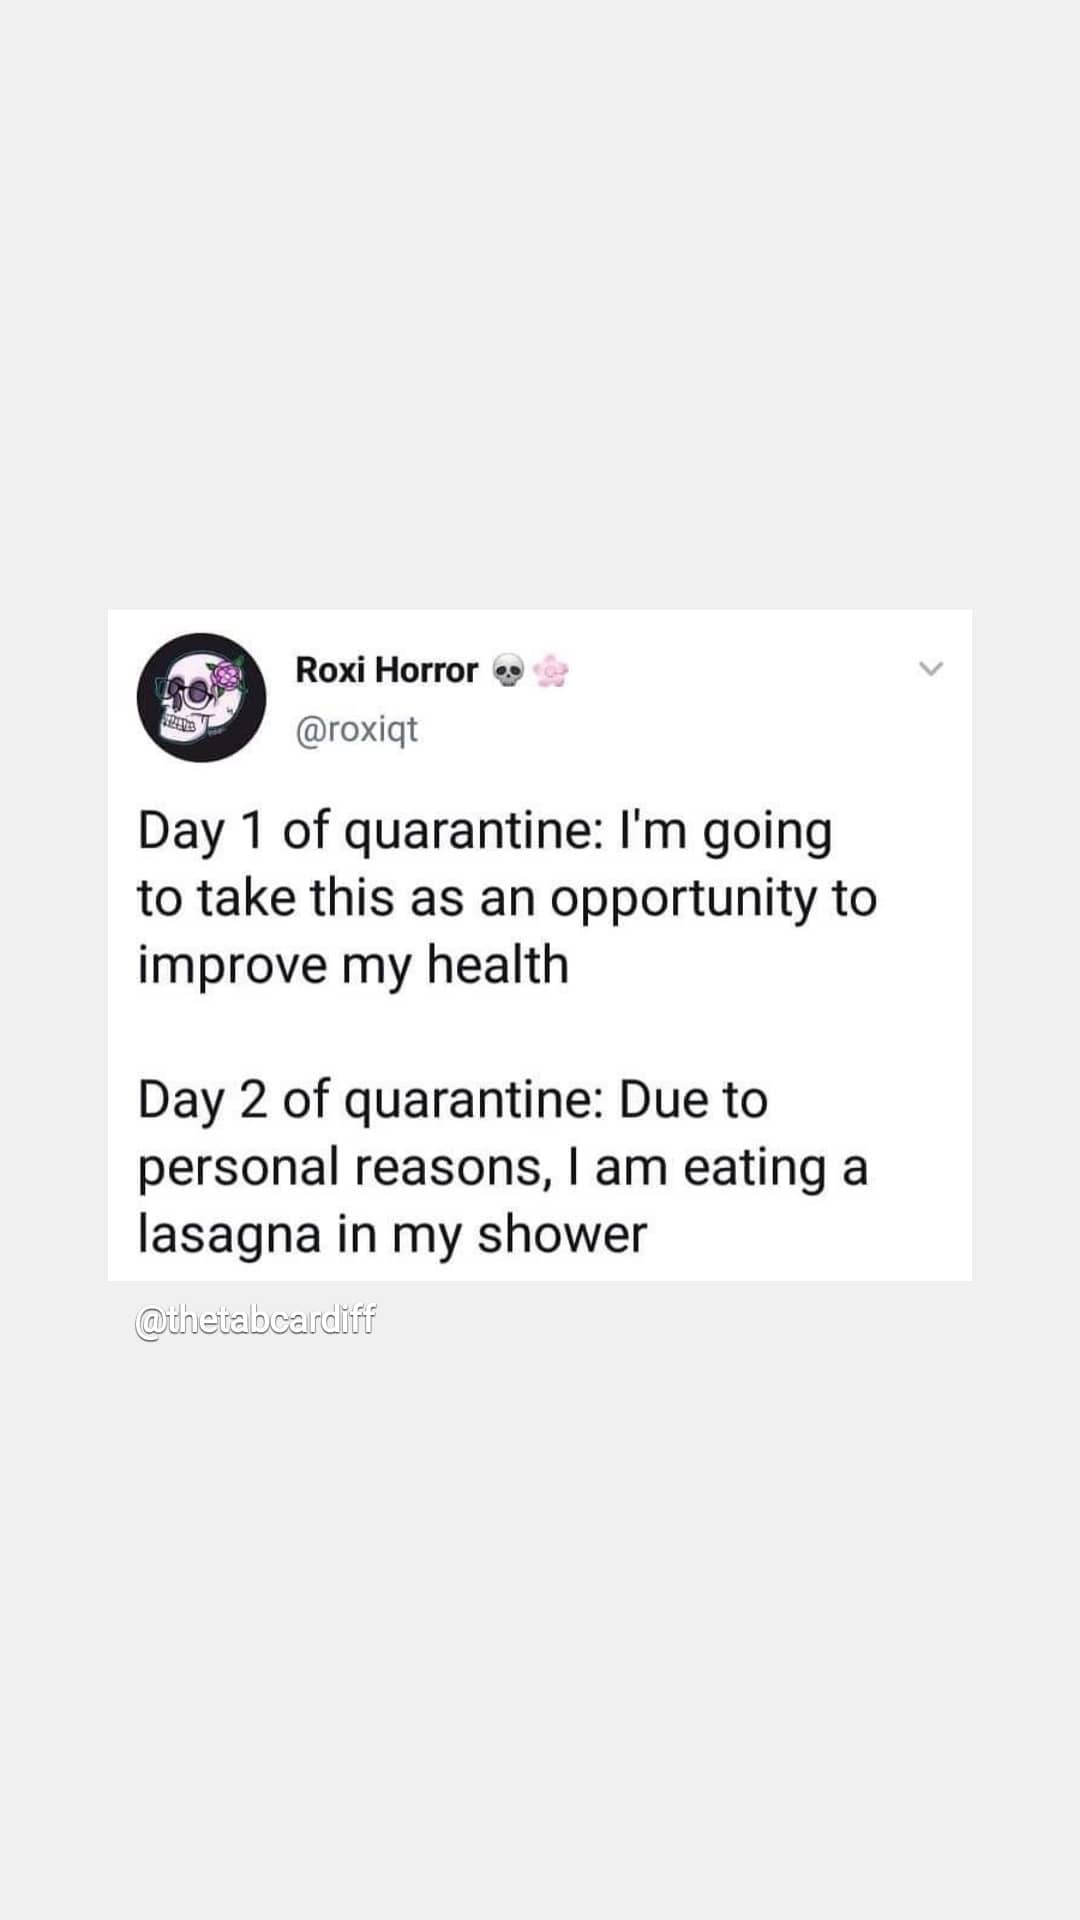 Roxi Horror 💀🌸
@roxiqt
Day 1 of quarantine: I'm going
to take this as an opportunity to
improve my health
Day 2 of quarantine: Due to
personal reasons, I am eating a
lasagna in my shower
@thetabcardiff